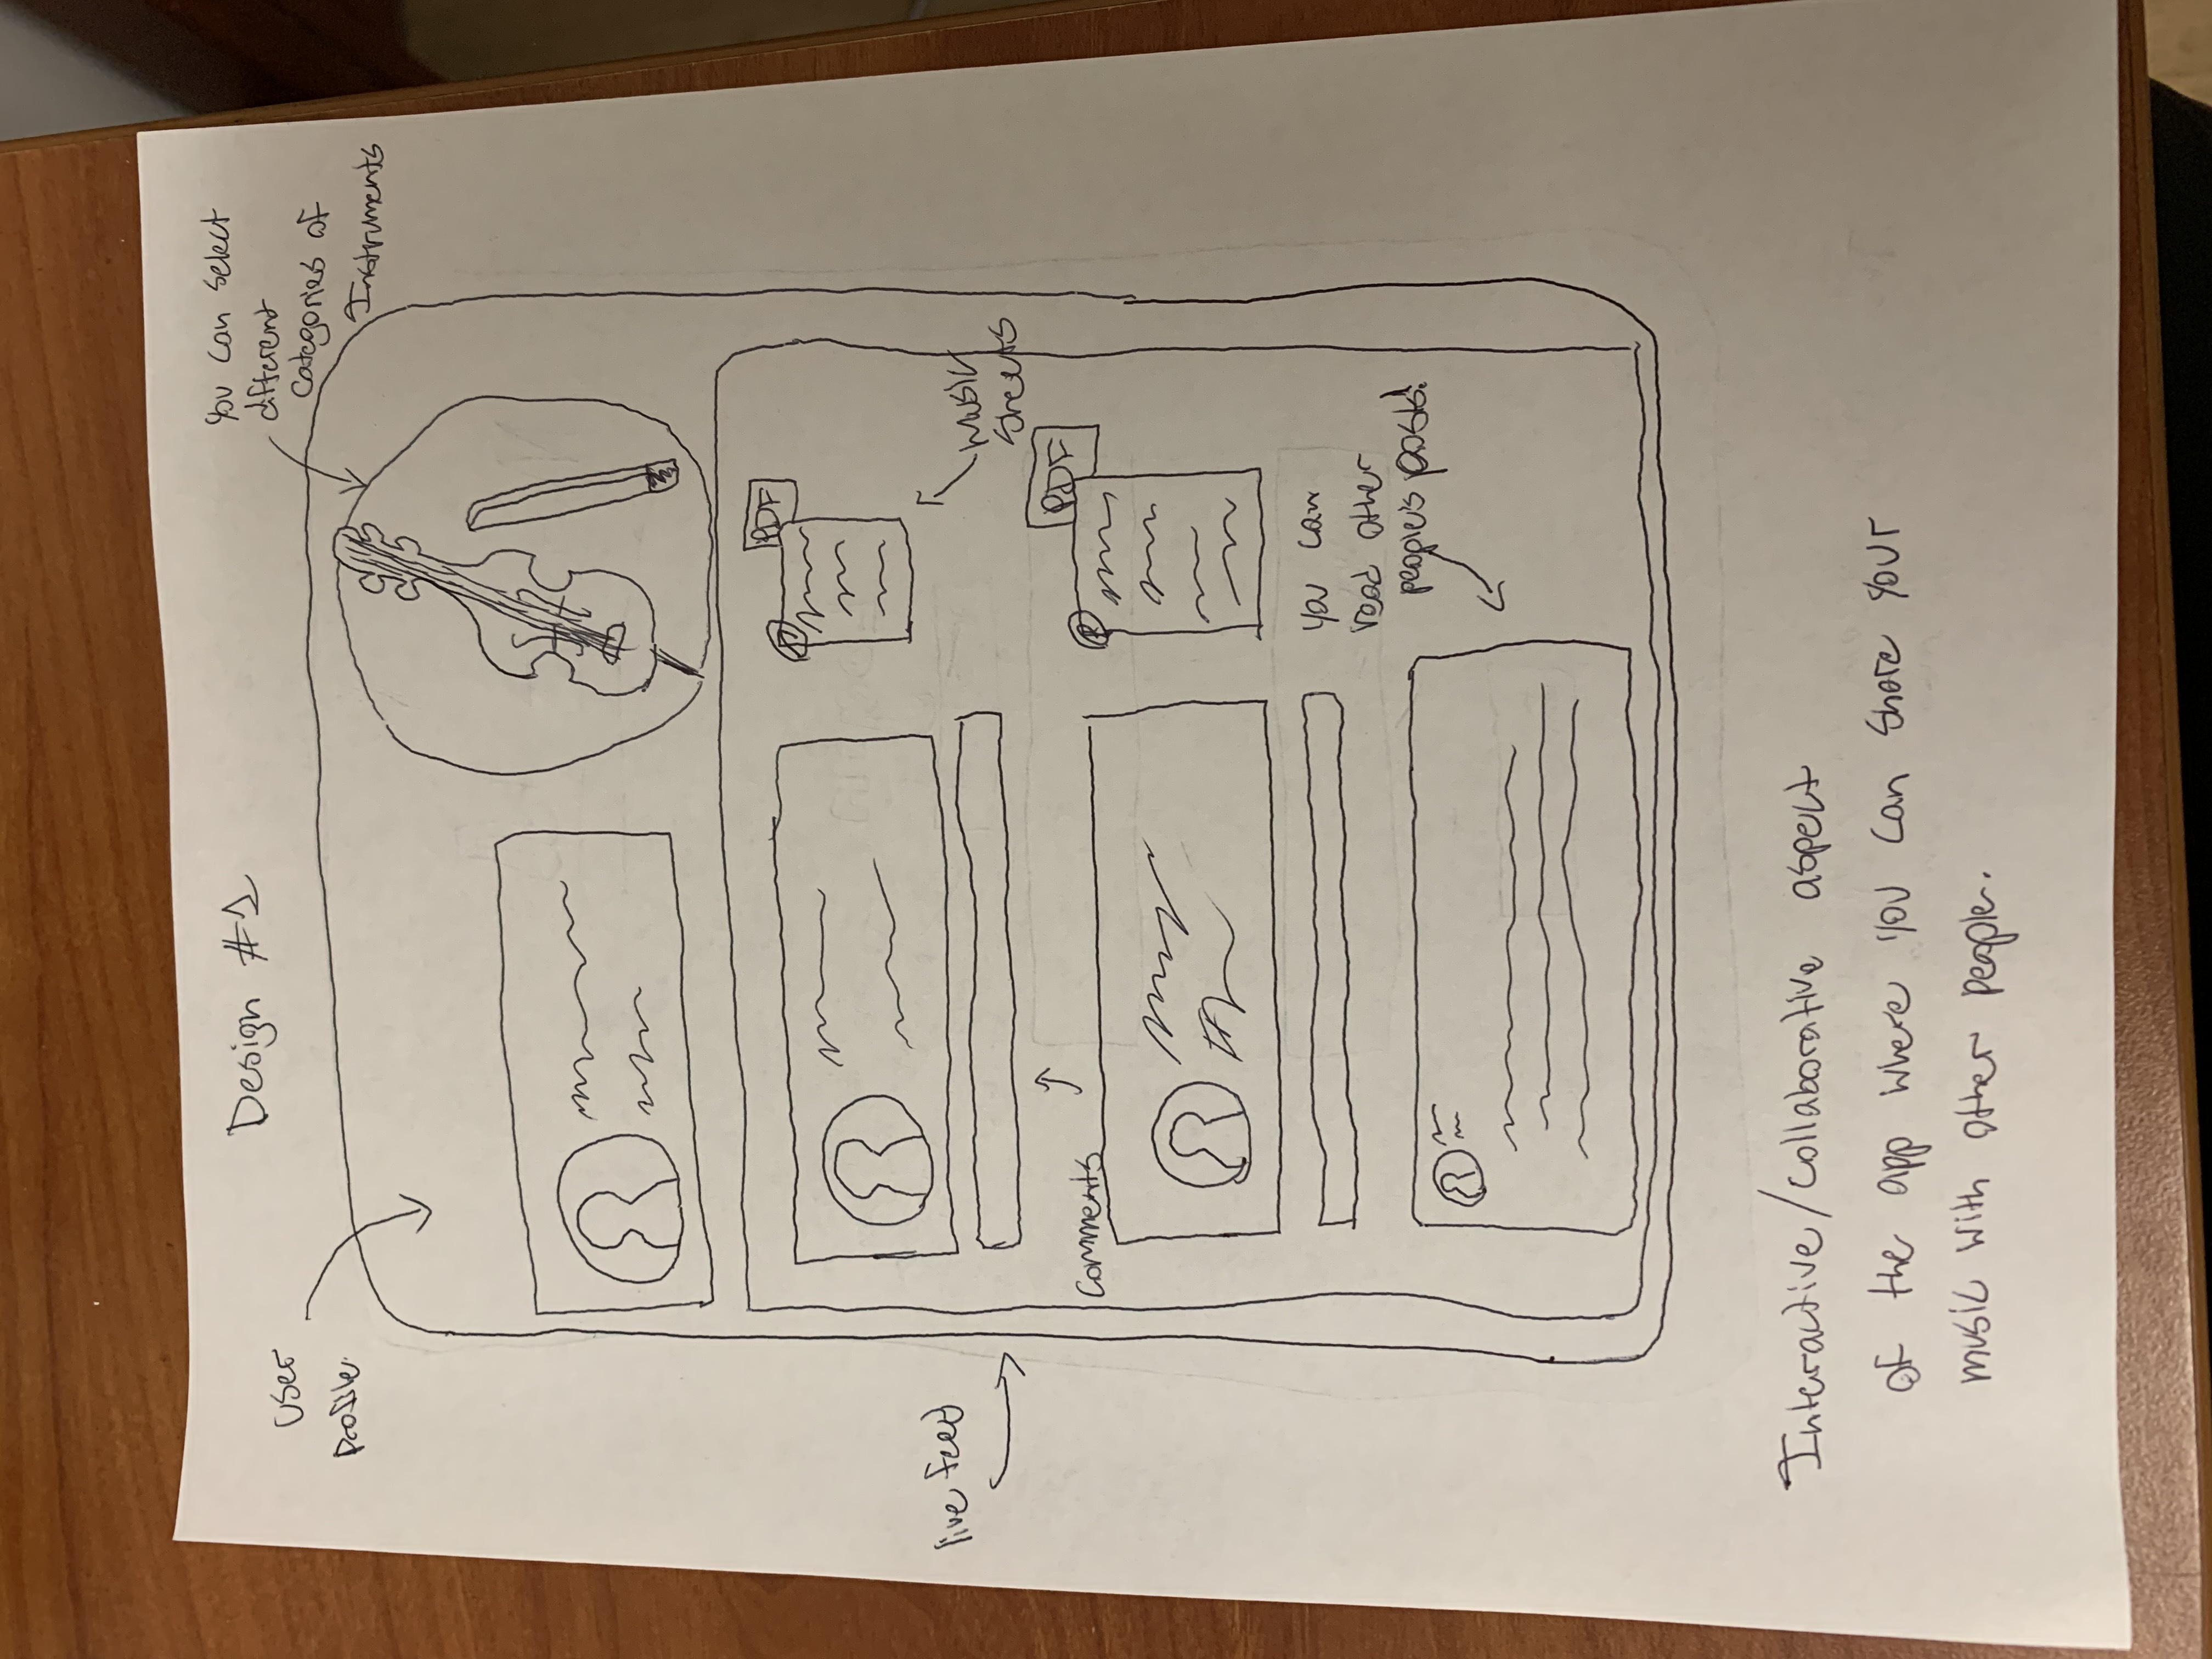 Design #1
User
Profile
You can select
different
categories of
Instruments
PDF
live feed
Music
Sheets
Comments
PDF
You can
read other
people's posts!
Interactive/collaborative aspect
of the app where you can share your
music with other people.